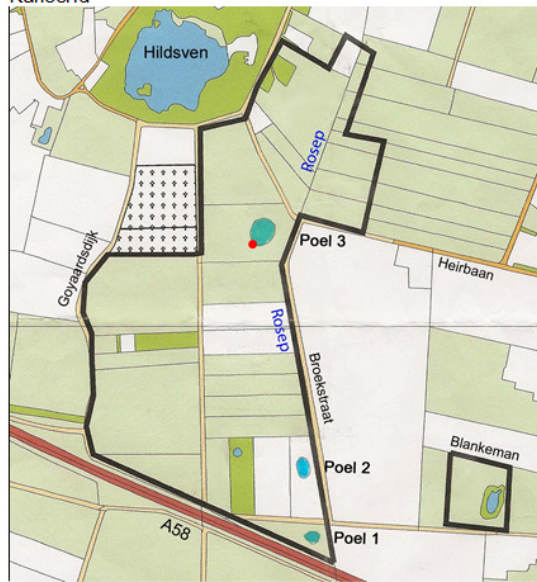 Hildsven
Rosep
Poel 3
Goyaardsdijk
Heirbaan
Rosep
Broekstraat
Blankeman
Poel 2
A58
Poel 1